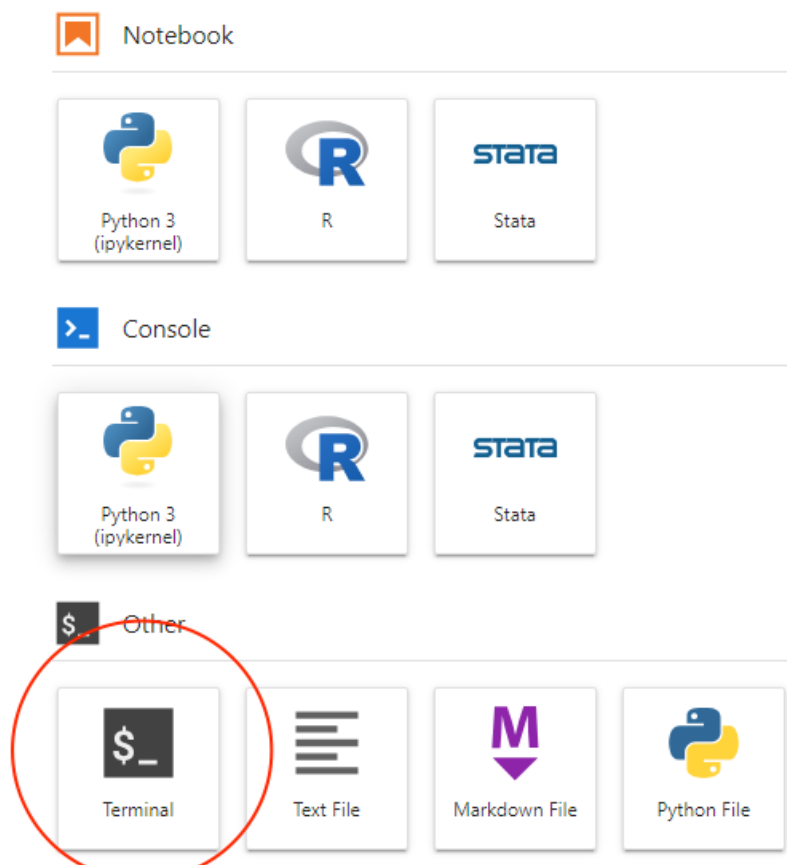 Notebook
Python 3
(ipykernel)
R
R
STATA
Stata
>_ Console
Python 3
(ipykernel)
R
R
STATA
Stata
$_ Other
$_
Terminal
Text File
M
Markdown File
Python File